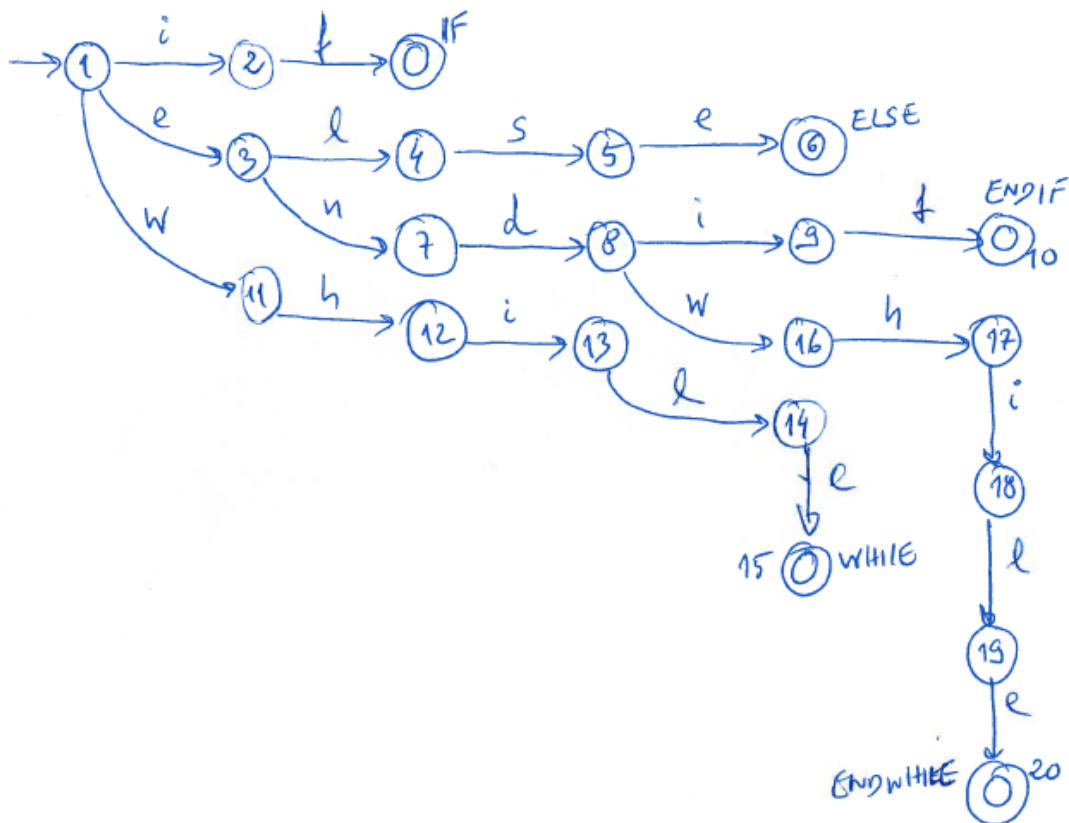 i f IF
1 2
e l s e ELSE
3 4 5 6
n d i f ENDIF
7 8 9 10
w h i w h
11 12 13 16 17
l i
14 18
e l
15 WHILE
19
e
ENDWHILE 20